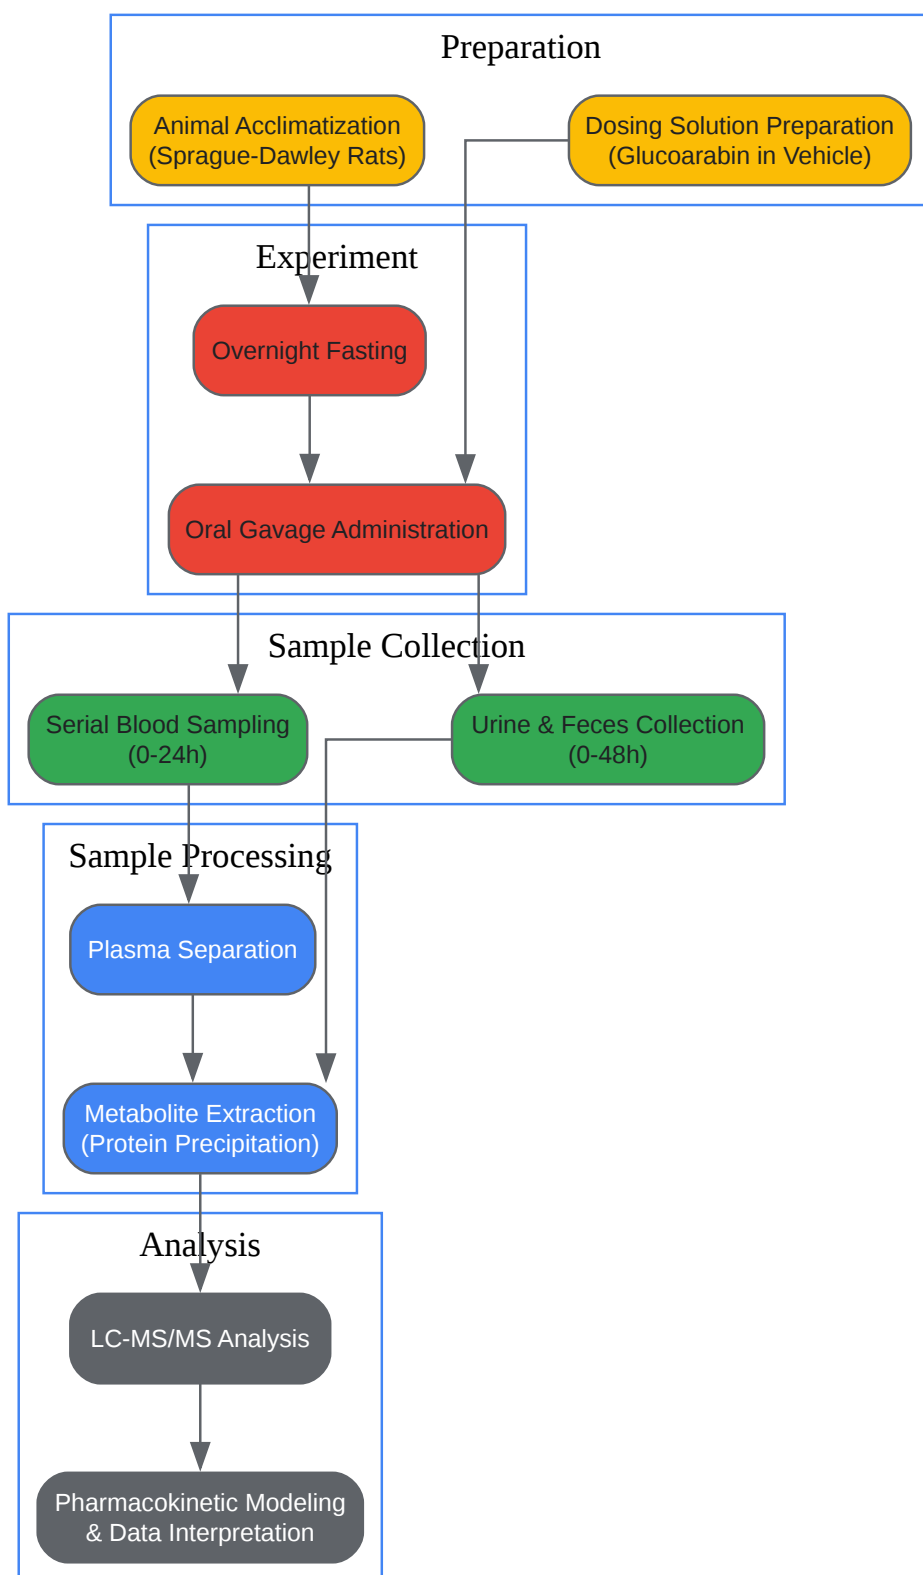 Preparation
Animal Acclimatization
(Sprague-Dawley Rats)
Dosing Solution Preparation
(Glucoarabin in Vehicle)
Experiment
Overnight Fasting
Oral Gavage Administration
Sample Collection
Serial Blood Sampling
(0-24h)
Urine & Feces Collection
(0-48h)
Sample Processing
Plasma Separation
Metabolite Extraction
(Protein Precipitation)
Analysis
LC-MS/MS Analysis
Pharmacokinetic Modeling
& Data Interpretation